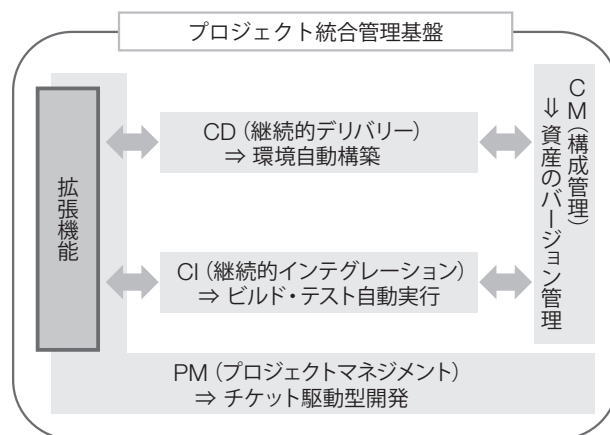 プロジェクト統合管理基盤
拡張機能
CD（継続的デリバリー）
⇒ 環境自動構築
CI（継続的インテグレーション）
⇒ ビルド・テスト自動実行
CM（構成管理）
⇒ 資産のバージョン管理
PM（プロジェクトマネジメント）
⇒ チケット駆動型開発